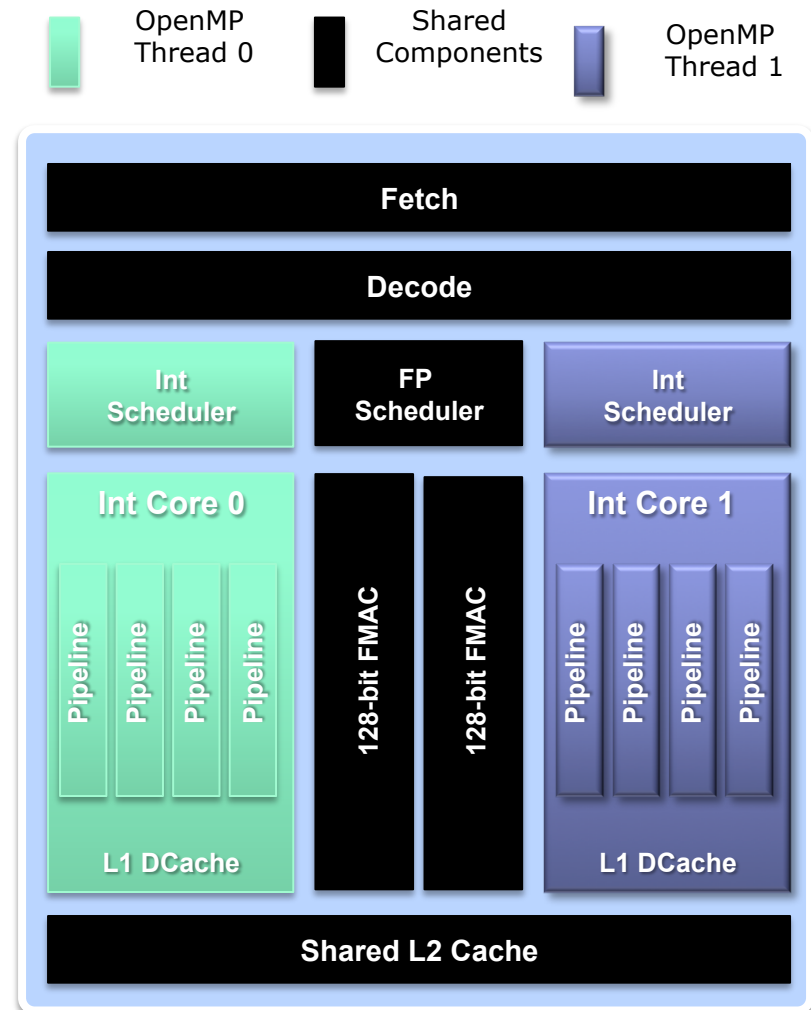 OpenMP
Thread 0
Shared
Components
OpenMP
Thread 1
Fetch
Decode
Int
Scheduler
FP
Scheduler
Int
Scheduler
Int Core 0
Pipeline
Pipeline
Pipeline
Pipeline
L1 DCache
128-bit FMAC
128-bit FMAC
Int Core 1
Pipeline
Pipeline
Pipeline
Pipeline
L1 DCache
Shared L2 Cache